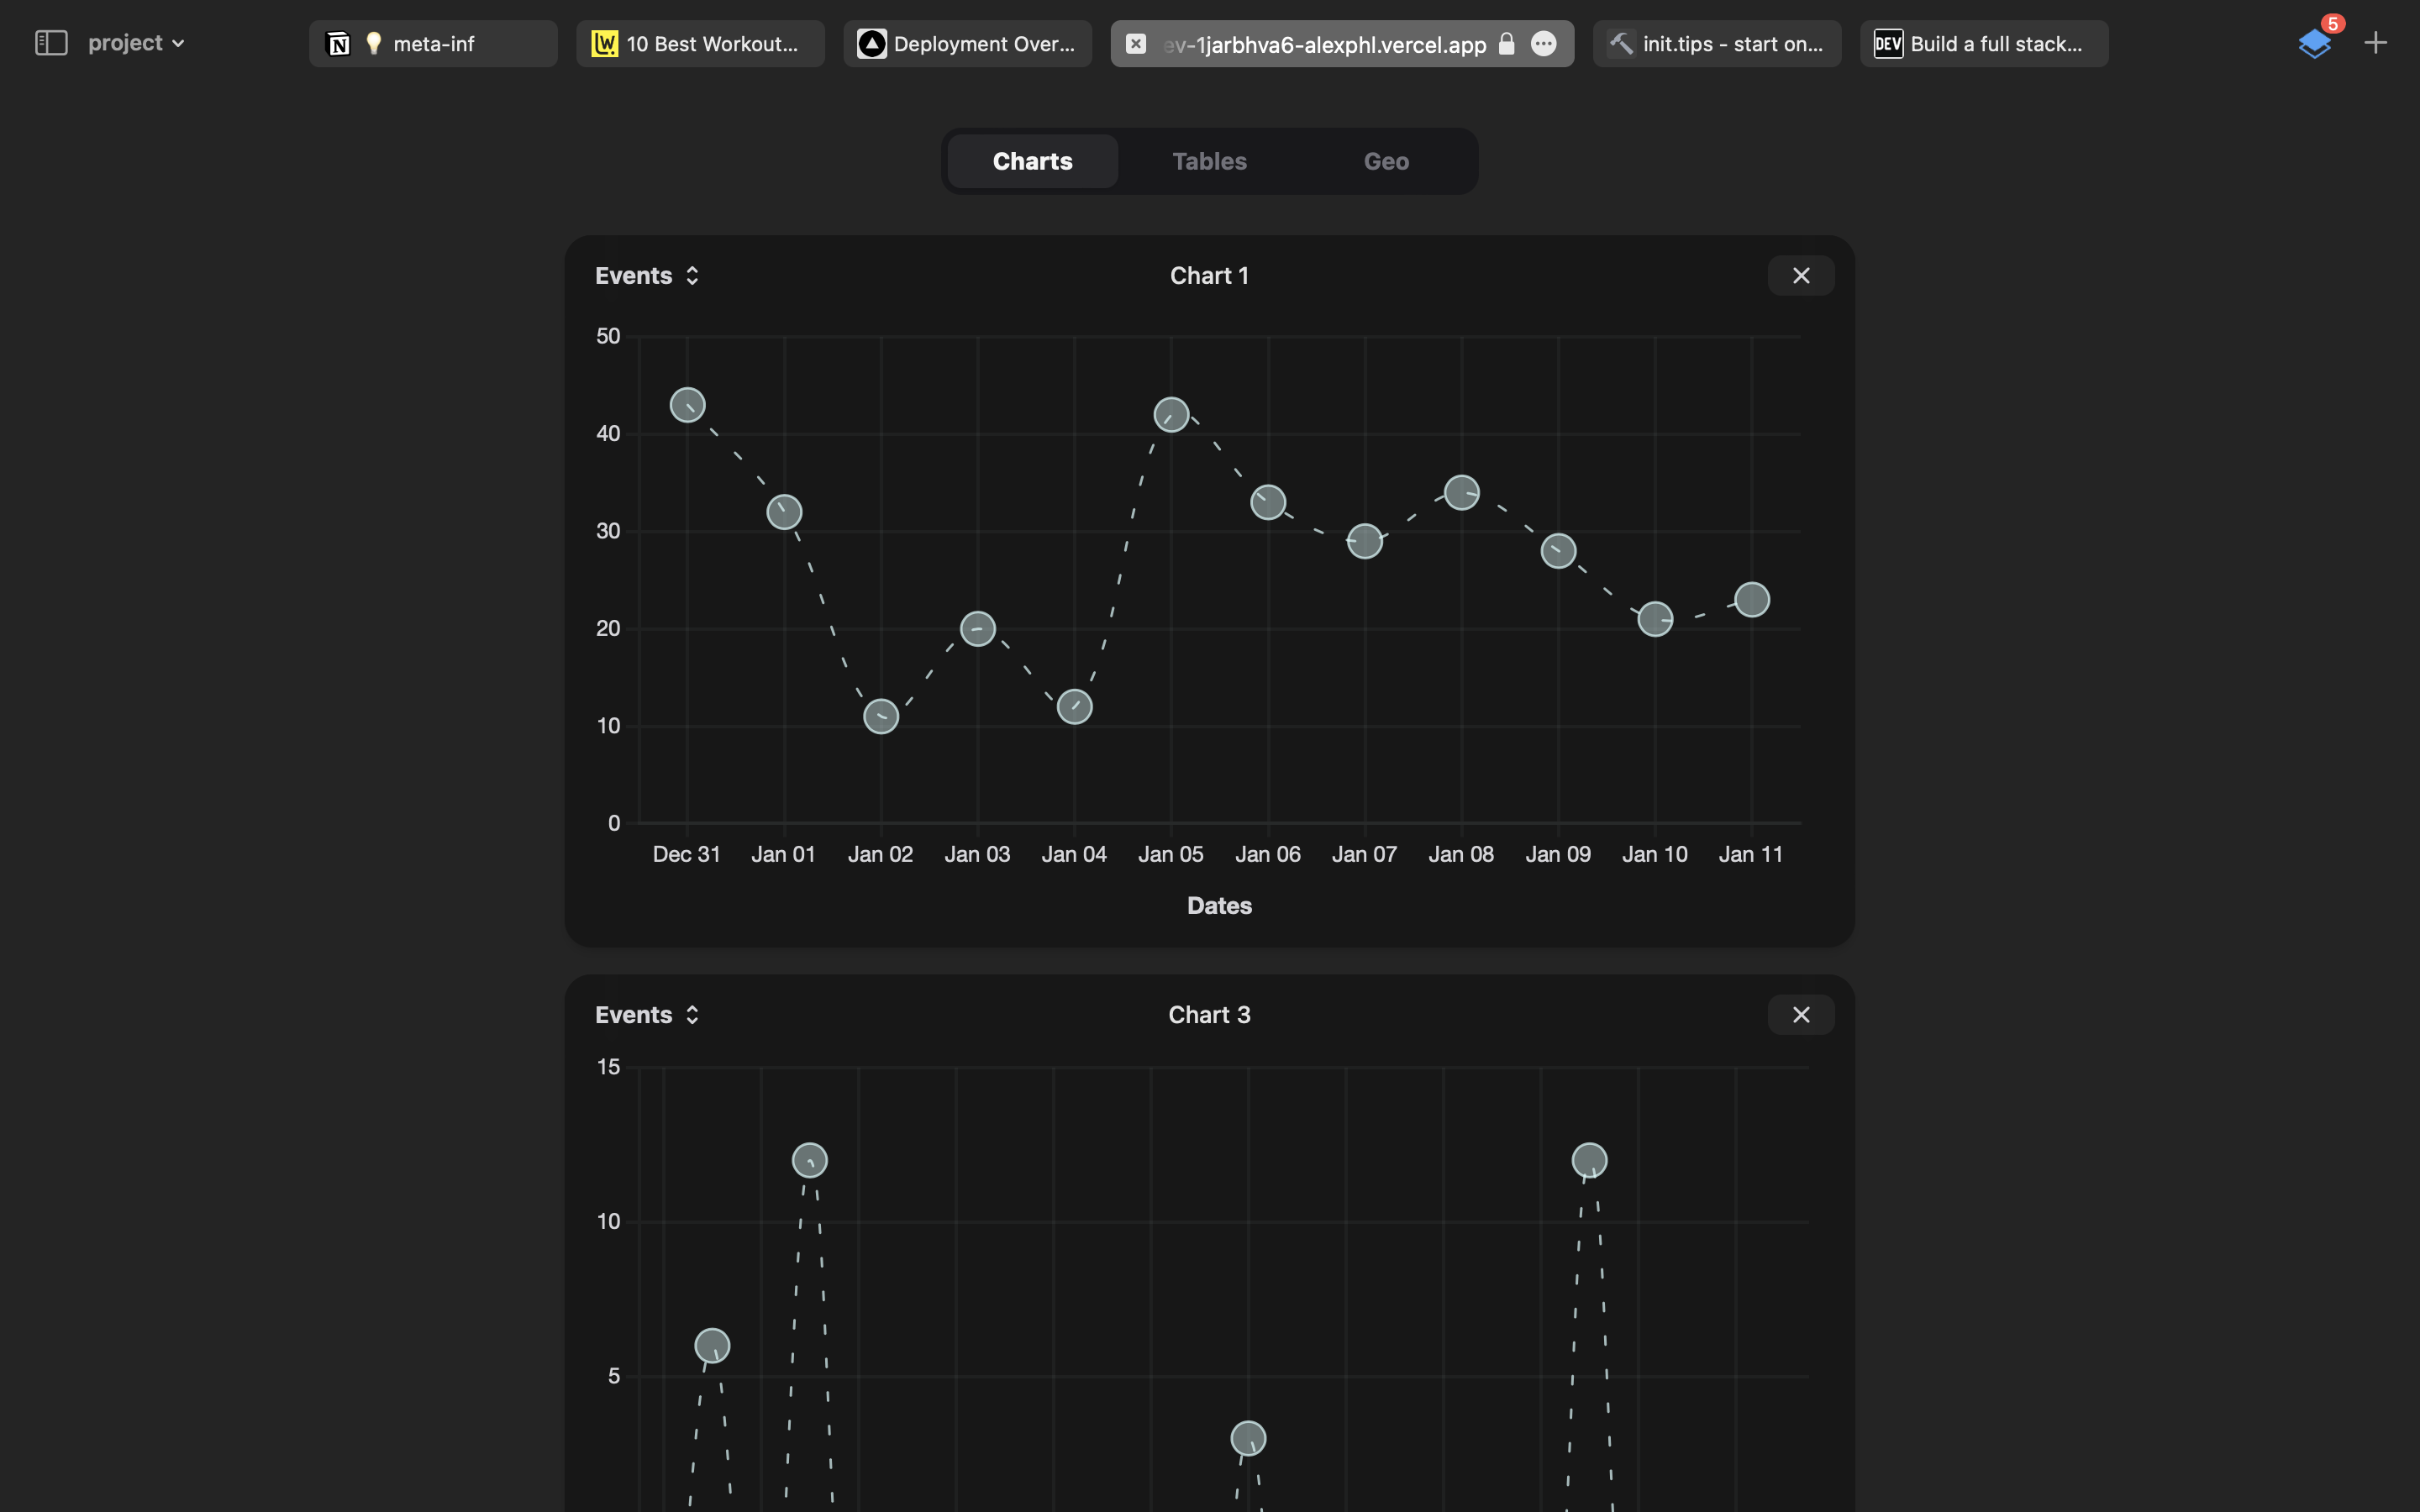 project
meta-inf
10 Best Workout...
Deployment Over...
ev-1jarbhva6-alexphl.vercel.app
init.tips - start on...
DEV
Build a full stack...
5
Charts
Tables
Geo
Events
Chart 1
50
40
30
20
10
0
Dec 31
Jan 01
Jan 02
Jan 03
Jan 04
Jan 05
Jan 06
Jan 07
Jan 08
Jan 09
Jan 10
Jan 11
Dates
Events
Chart 3
15
10
5